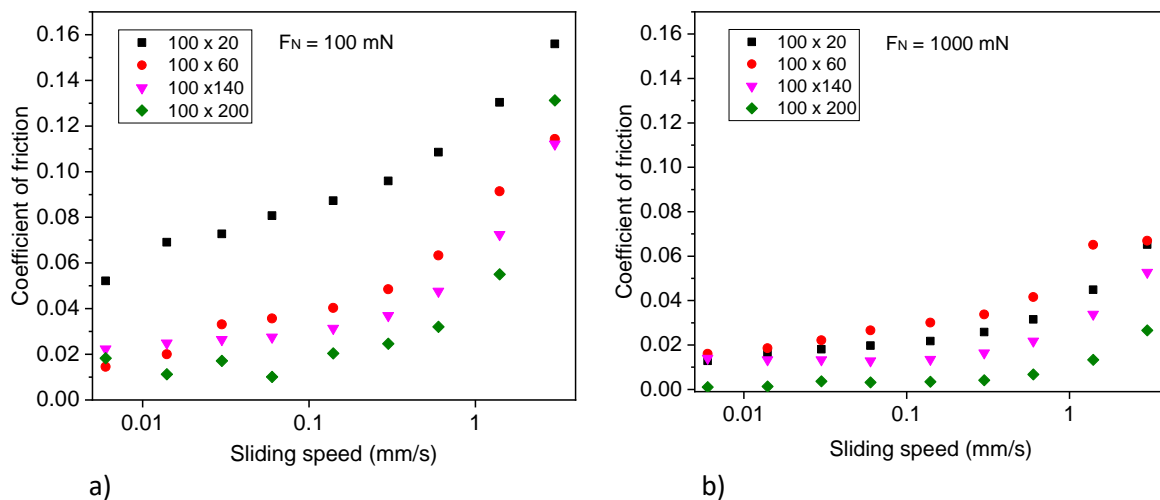 0.16
0.14
0.12
0.10
0.08
0.06
0.04
0.02
0.00
Coefficient of friction
100 x 20
100 x 60
100 x140
100 x 200
FN = 100 mN
0.01
0.1
1
Sliding speed (mm/s)
a)
0.16
0.14
0.12
0.10
0.08
0.06
0.04
0.02
0.00
Coefficient of friction
100 x 20
100 x 60
100 x140
100 x 200
FN = 1000 mN
0.01
0.1
1
Sliding speed (mm/s)
b)